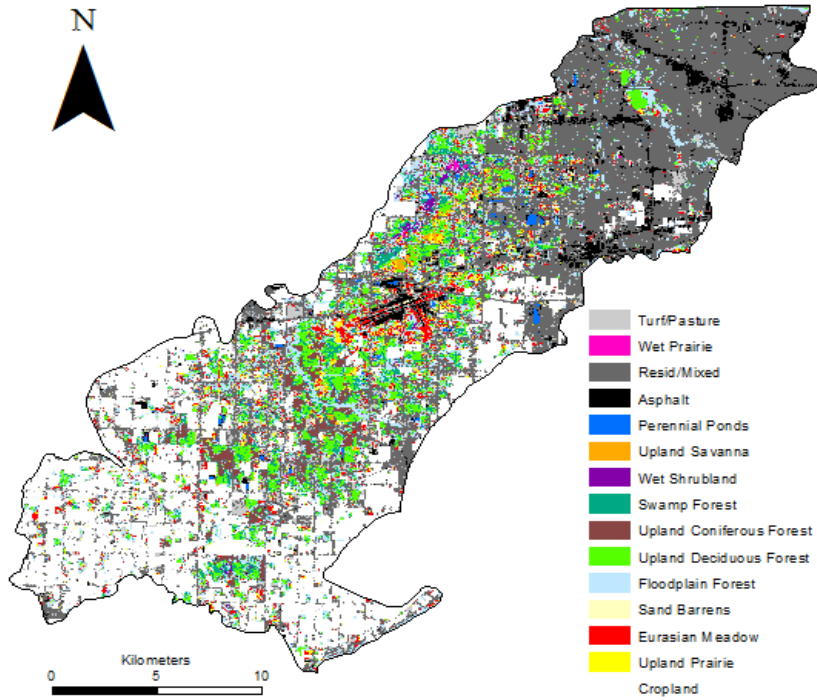 N
Turf/Pasture
Wet Prairie
Resid/Mixed
Asphalt
Perennial Ponds
Upland Savanna
Wet Shrubland
Swamp Forest
Upland Coniferous Forest
Upland Deciduous Forest
Floodplain Forest
Sand Barrens
Eurasian Meadow
Upland Prairie
Cropland
Kilometers
0 5 10